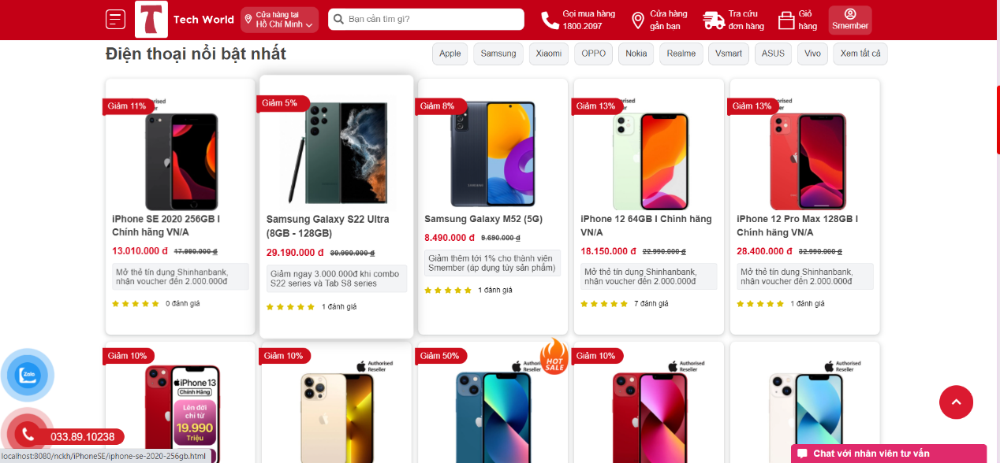 Tech World
Cửa hàng tại
Hồ Chí Minh
Bạn cần tìm gì?
Gọi mua hàng
1800.2097
Cửa hàng
gần bạn
Tra cứu
đơn hàng
Giỏ
hàng
Smember
Điện thoại nổi bật nhất
Apple
Samsung
Xiaomi
OPPO
Nokia
Realme
Vsmart
ASUS
Vivo
Xem tất cả
Giảm 11%
iPhone SE 2020 256GB I
Chính hãng VN/A
13.010.000 đ 17.990.000 đ
Mở thẻ tín dụng Shinhanbank,
nhận voucher đến 2.000.000đ
0 đánh giá
Giảm 5%
Samsung Galaxy S22 Ultra
(8GB - 128GB)
29.190.000 đ 30.990.000 đ
Giảm ngay 3.000.000đ khi combo
S22 series và Tab S8 series
1 đánh giá
Giảm 8%
SAMSUNG
Samsung Galaxy M52 (5G)
8.490.000 đ 9.690.000 đ
Giảm thêm tới 1% cho thành viên
Smember (áp dụng tùy sản phẩm)
1 đánh giá
Giảm 13%
iPhone 12 64GB I Chính hãng
VN/A
18.150.000 đ 22.990.000 đ
Mở thẻ tín dụng Shinhanbank,
nhận voucher đến 2.000.000đ
7 đánh giá
Giảm 13%
iPhone 12 Pro Max 128GB I
Chính hãng VN/A
28.400.000 đ 32.990.000 đ
Mở thẻ tín dụng Shinhanbank,
nhận voucher đến 2.000.000đ
1 đánh giá
Giảm 10%
iPhone 13
Chính Hãng
Lên đời
chỉ từ
19.990
Triệu
Giảm 10%
Authorised
Reseller
Giảm 50%
Authorised
Reseller
HOT
SALE
Giảm 10%
Authorised
Reseller
Authorised
Reseller
Zalo
033.89.10238
localhost:8080/nckh/iPhoneSE/iphone-se-2020-256gb.html
Chat với nhân viên tư vấn